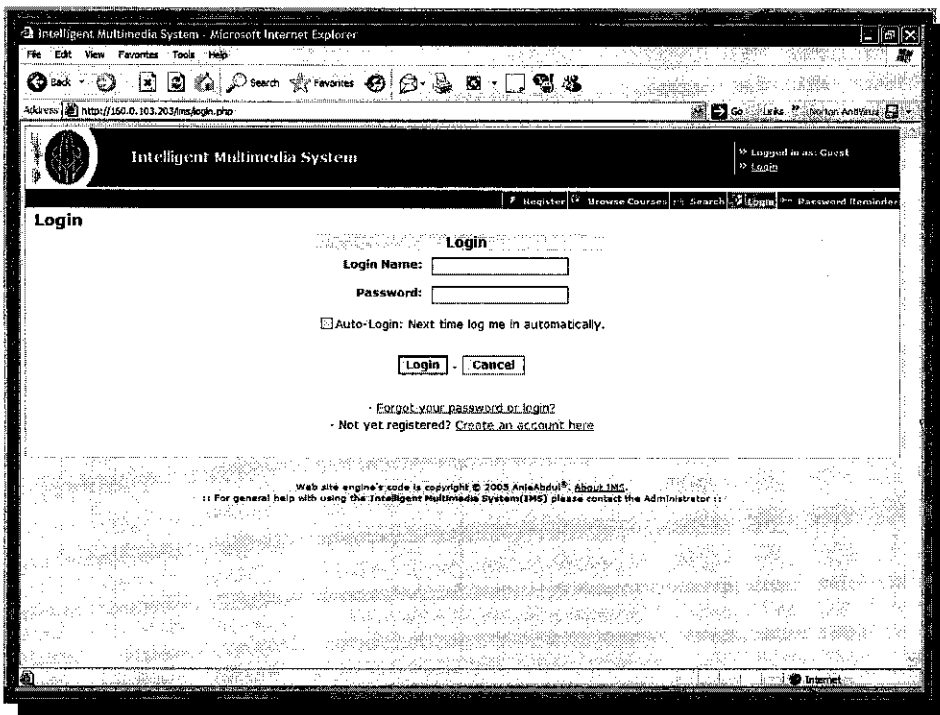 Intelligent Multimedia System - Microsoft Internet Explorer
File Edit View Favorites Tools Help
Back Search Favorites
Address http://160.0.103.203/ims/login.php Go Links Norton AntiVirus
Intelligent Multimedia System
Logged in as: Guest
Login
Register Browse Courses Search Login Password Reminder
Login
Login
Login Name:
Password:
Auto-Login: Next time log me in automatically.
Login - Cancel
- Forgot your password or login?
- Not yet registered? Create an account here
Web site engine's code is copyright © 2005 AnieAbdul®. About IMS.
:: For general help with using the Intelligent Multimedia System(IMS) please contact the Administrator ::
Internet